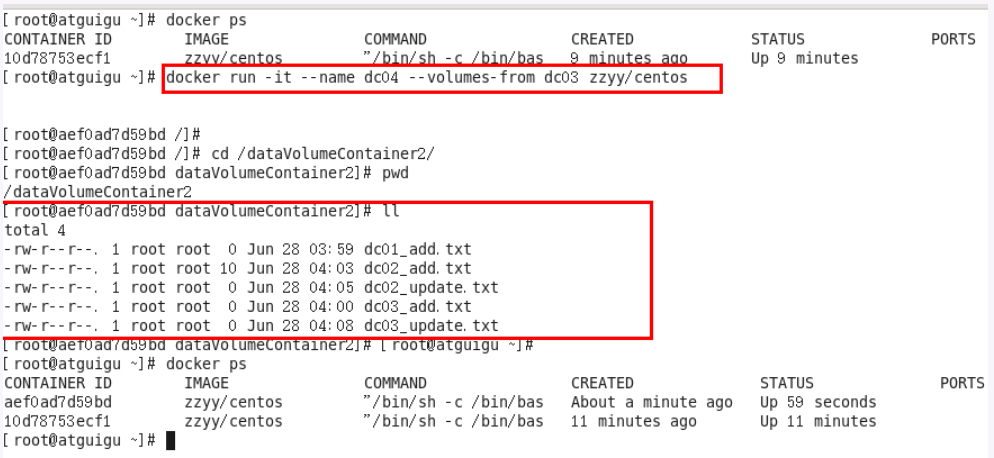 [root@atguigu ~]# docker ps
CONTAINER ID IMAGE COMMAND CREATED STATUS PORTS
10d78753ecf1 zzyy/centos "/bin/sh -c /bin/bas 9 minutes ago Up 9 minutes
[root@atguigu ~]# docker run -it --name dc04 --volumes-from dc03 zzyy/centos
[root@aef0ad7d59bd /]#
[root@aef0ad7d59bd /]# cd /dataVolumeContainer2/
[root@aef0ad7d59bd dataVolumeContainer2]# pwd
/dataVolumeContainer2
[root@aef0ad7d59bd dataVolumeContainer2]# ll
total 4
-rw-r--r--. 1 root root 0 Jun 28 03:59 dc01_add.txt
-rw-r--r--. 1 root root 10 Jun 28 04:03 dc02_add.txt
-rw-r--r--. 1 root root 0 Jun 28 04:05 dc02_update.txt
-rw-r--r--. 1 root root 0 Jun 28 04:00 dc03_add.txt
-rw-r--r--. 1 root root 0 Jun 28 04:08 dc03_update.txt
[root@aef0ad7d59bd dataVolumeContainer2]# [root@atguigu ~]#
[root@atguigu ~]# docker ps
CONTAINER ID IMAGE COMMAND CREATED STATUS PORTS
aef0ad7d59bd zzyy/centos "/bin/sh -c /bin/bas About a minute ago Up 59 seconds
10d78753ecf1 zzyy/centos "/bin/sh -c /bin/bas 11 minutes ago Up 11 minutes
[root@atguigu ~]#